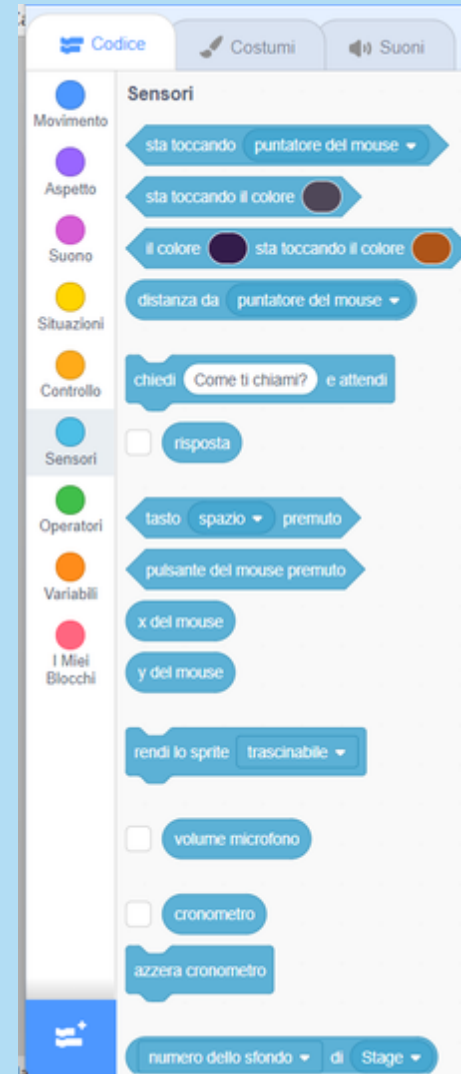 Codice
Costumi
Suoni
Movimento
Aspetto
Suono
Situazioni
Controllo
Sensori
Operatori
Variabili
I Miei
Blocchi
Sensori
sta toccando puntatore del mouse
sta toccando il colore
il colore sta toccando il colore
distanza da puntatore del mouse
chiedi Come ti chiami? e attendi
risposta
tasto spazio premuto
pulsante del mouse premuto
x del mouse
y del mouse
rendi lo sprite trascinabile
volume microfono
cronometro
azzera cronometro
numero dello sfondo di Stage